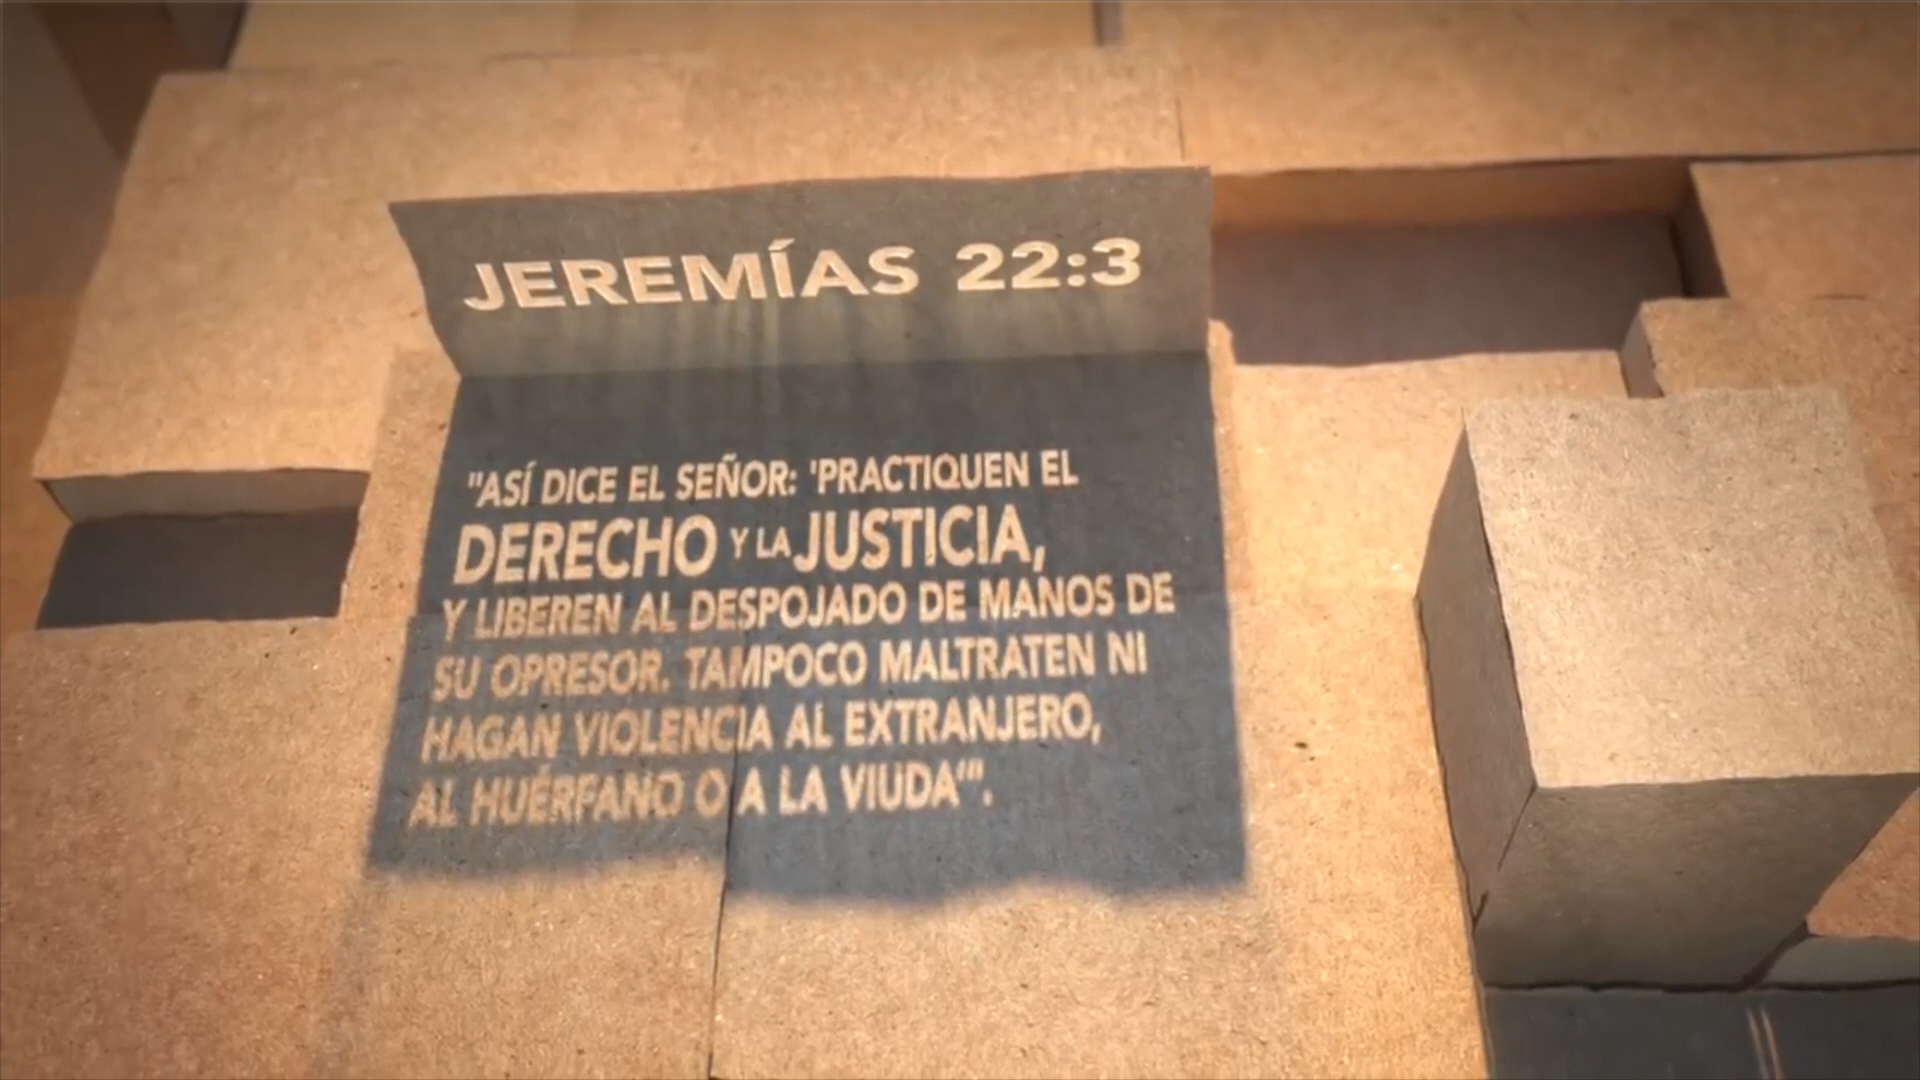 JEREMÍAS 22:3
"ASÍ DICE EL SEÑOR: 'PRACTIQUEN EL
DERECHO Y LA JUSTICIA,
Y LIBEREN AL DESPOJADO DE MANOS DE
SU OPRESOR. TAMPOCO MALTRATEN NI
HAGAN VIOLENCIA AL EXTRANJERO,
AL HUÉRFANO O A LA VIUDA'".